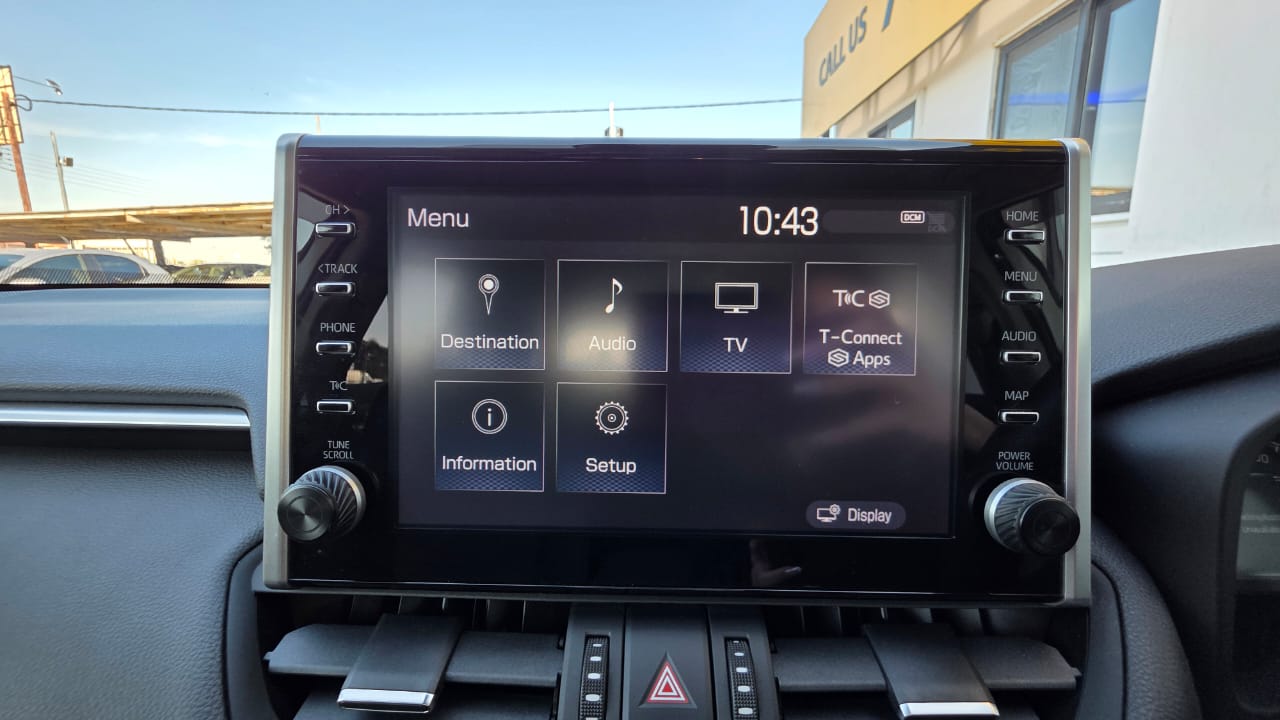 CALL US
CH >
< TRACK
PHONE
T(C
TUNE
SCROLL
Menu
10:43
DCM
Destination
Audio
TV
T(C
T-Connect
Apps
Information
Setup
Display
HOME
MENU
AUDIO
MAP
POWER
VOLUME